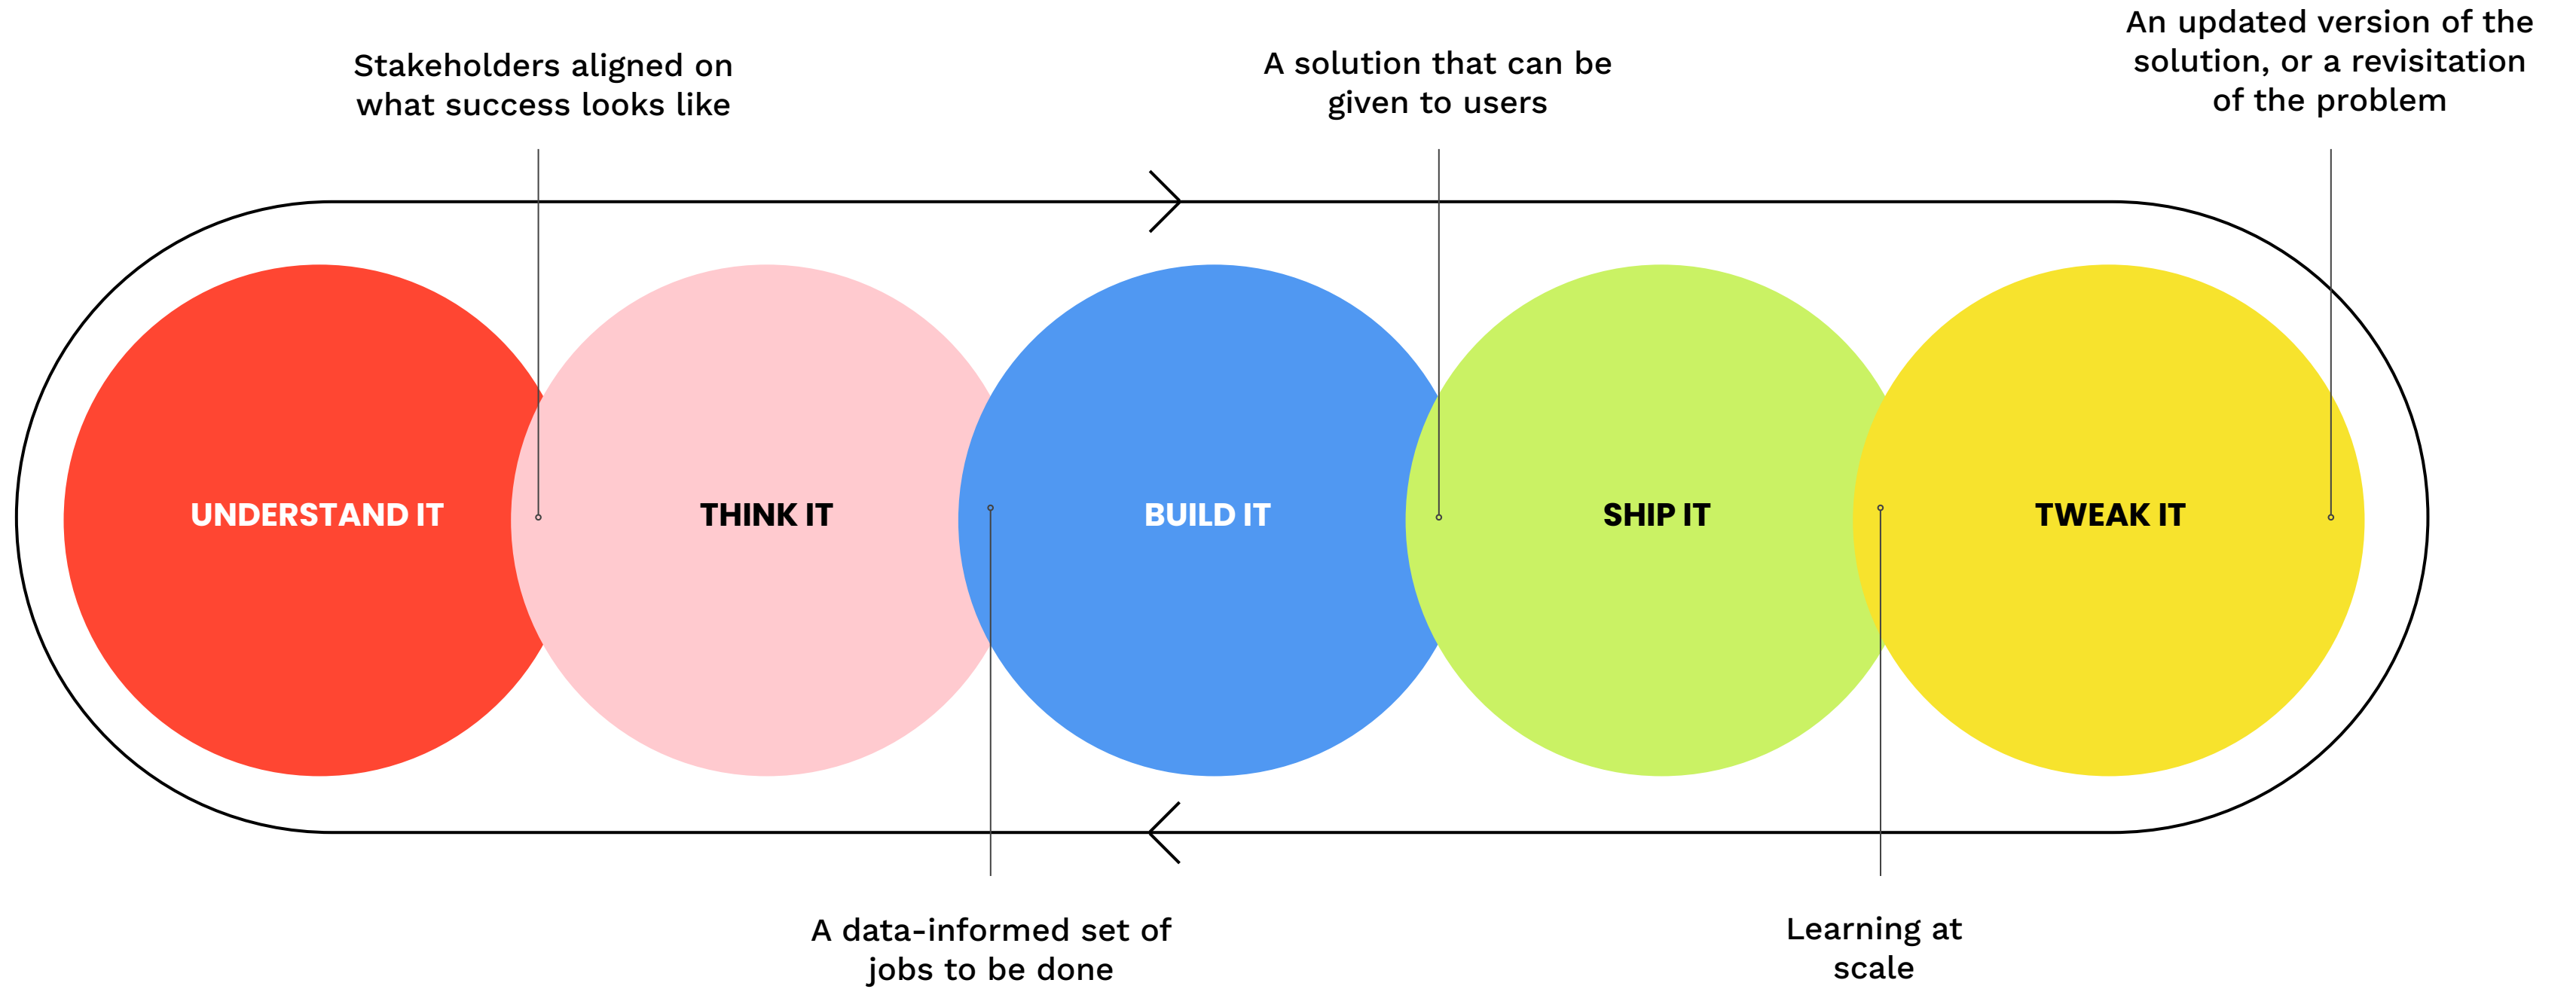 Stakeholders aligned on
what success looks like
A solution that can be
given to users
An updated version of the
solution, or a revisitation
of the problem
UNDERSTAND IT
THINK IT
BUILD IT
SHIP IT
TWEAK IT
A data-informed set of
jobs to be done
Learning at
scale